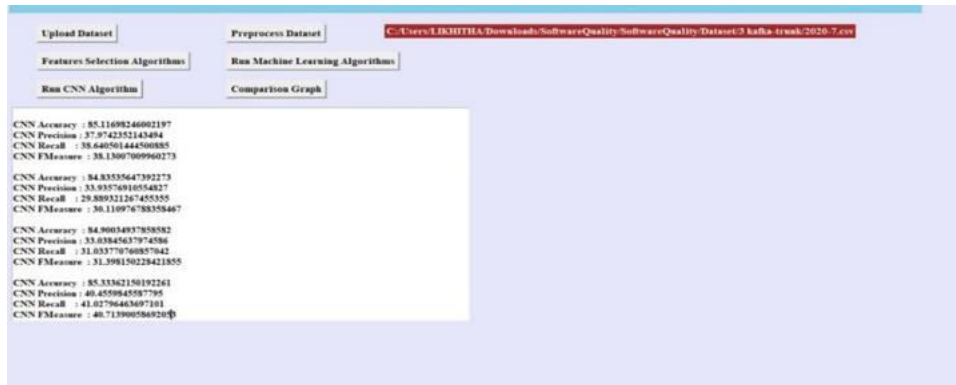 Upload Dataset
Preprocess Dataset
C:/Users/LIKHITHA/Downloads/SoftwareQuality/SoftwareQuality/Dataset/3 kafka-trunk/2020-7.csv
Features Selection Algorithms
Run Machine Learning Algorithms
Run CNN Algorithm
Comparison Graph
CNN Accuracy : 85.11698246002197
CNN Precision : 37.9742352143494
CNN Recall : 38.640501444500885
CNN FMeasure : 38.13007009960273
CNN Accuracy : 84.83535647392273
CNN Precision : 33.93576910554827
CNN Recall : 29.889321267455355
CNN FMeasure : 30.110976788358467
CNN Accuracy : 84.90034937858582
CNN Precision : 33.03845637974586
CNN Recall : 31.033770760857042
CNN FMeasure : 31.398150228421855
CNN Accuracy : 85.33362150192261
CNN Precision : 40.4559845587795
CNN Recall : 41.02796463697101
CNN FMeasure : 40.71390058692053